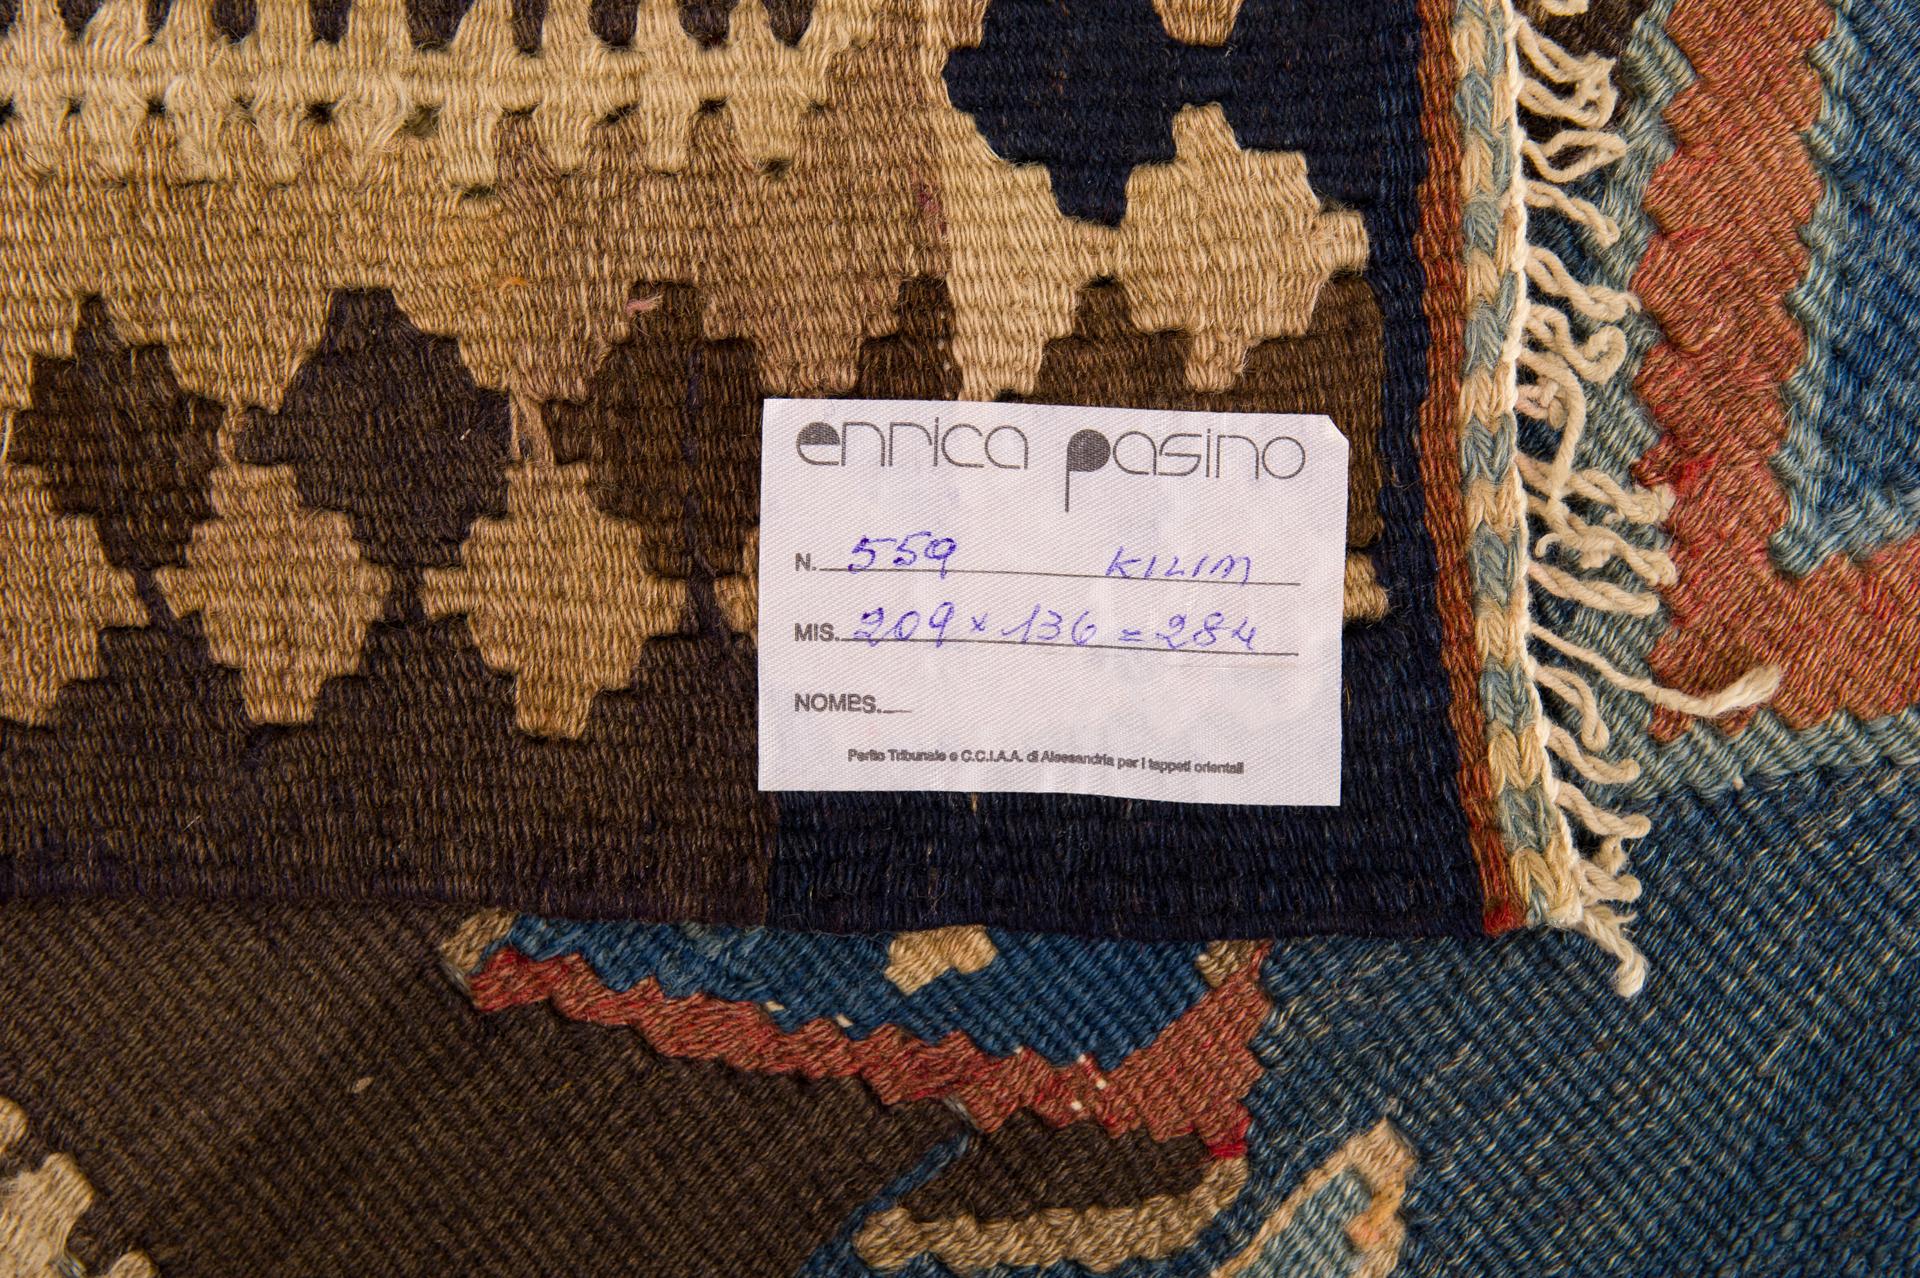 enrica pasino
N. 559 KILIM
MIS. 209 x 136 = 284
NOMES.
Perito Tribunale e C.C.I.A.A. di Alessandria per i tappeti orientali